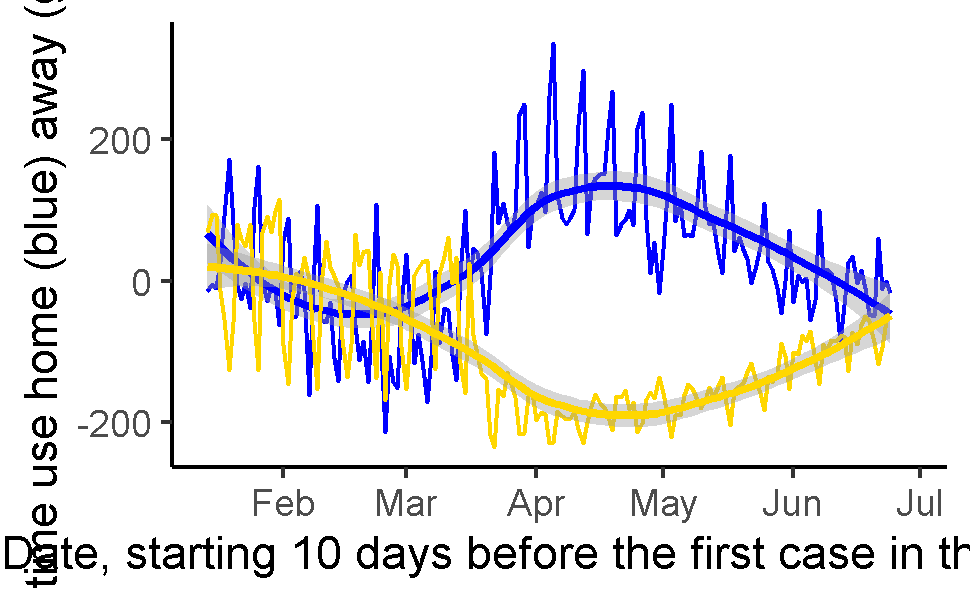 time use home (blue) away (
200
0
-200
Feb Mar Apr May Jun Jul
Date, starting 10 days before the first case in th